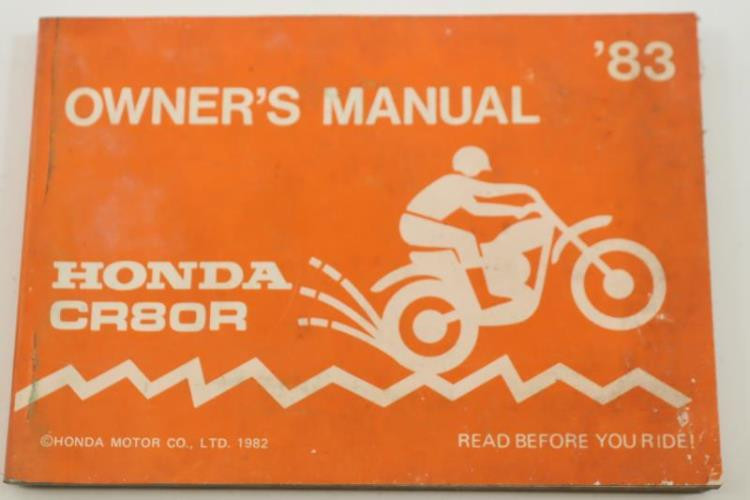 '83
OWNER'S MANUAL
HONDA
CR80R
©HONDA MOTOR CO., LTD. 1982
READ BEFORE YOU RIDE!